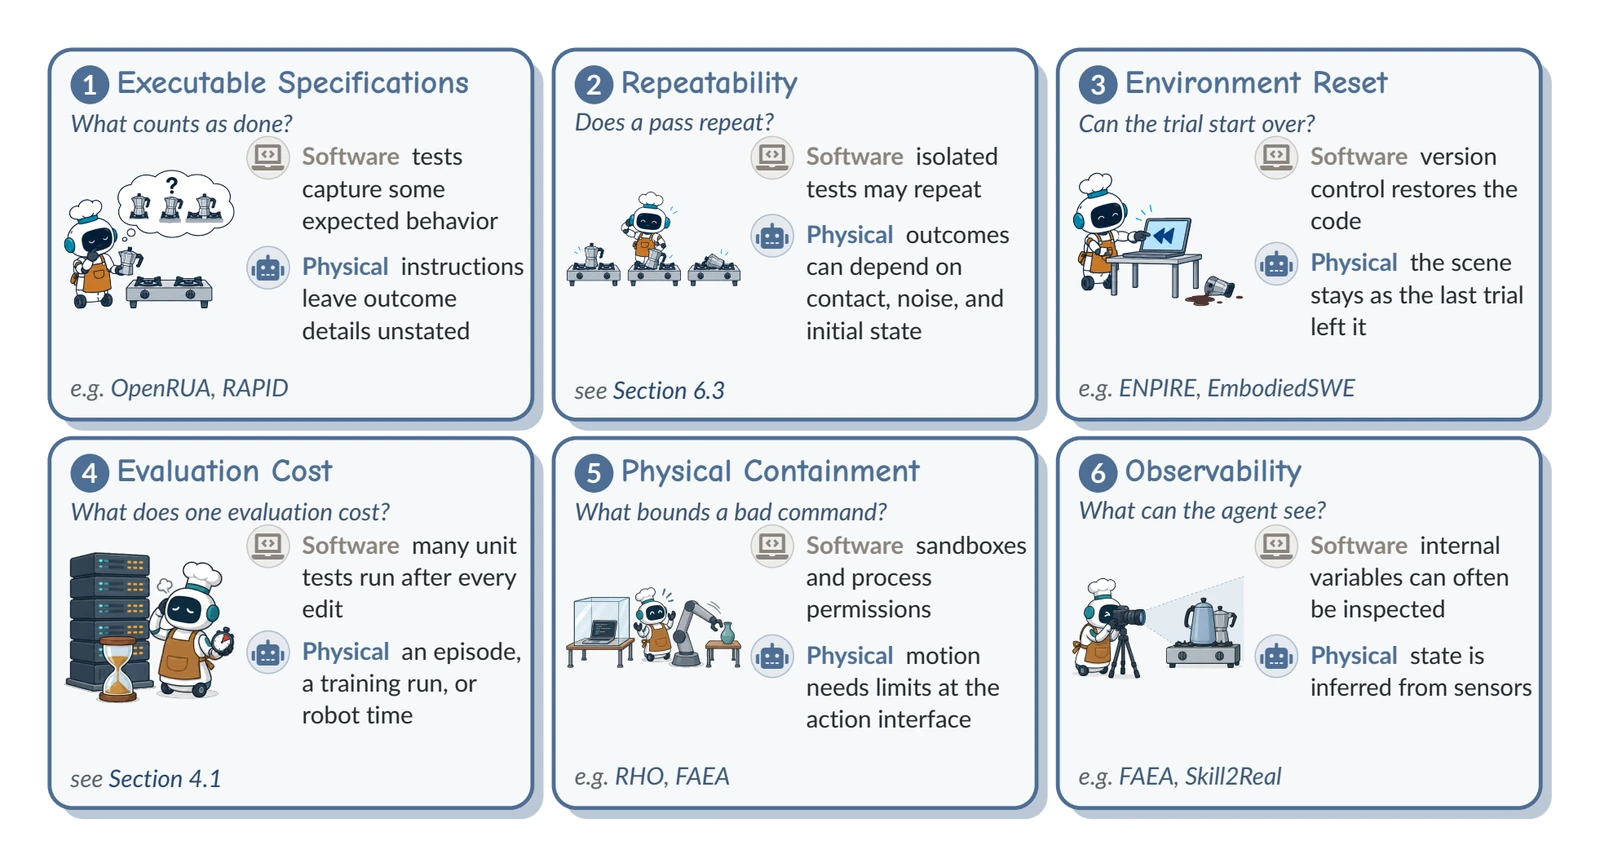 1 Executable Specifications
What counts as done?
?
Software tests
capture some
expected behavior
Physical instructions
leave outcome
details unstated
e.g. OpenRUA, RAPID
2 Repeatability
Does a pass repeat?
Software isolated
tests may repeat
Physical outcomes
can depend on
contact, noise, and
initial state
see Section 6.3
3 Environment Reset
Can the trial start over?
Software version
control restores the
code
Physical the scene
stays as the last trial
left it
e.g. ENPIRE, EmbodiedSWE
4 Evaluation Cost
What does one evaluation cost?
Software many unit
tests run after every
edit
Physical an episode,
a training run, or
robot time
see Section 4.1
5 Physical Containment
What bounds a bad command?
Software sandboxes
and process
permissions
Physical motion
needs limits at the
action interface
e.g. RHO, FAEA
6 Observability
What can the agent see?
Software internal
variables can often
be inspected
Physical state is
inferred from sensors
e.g. FAEA, Skill2Real